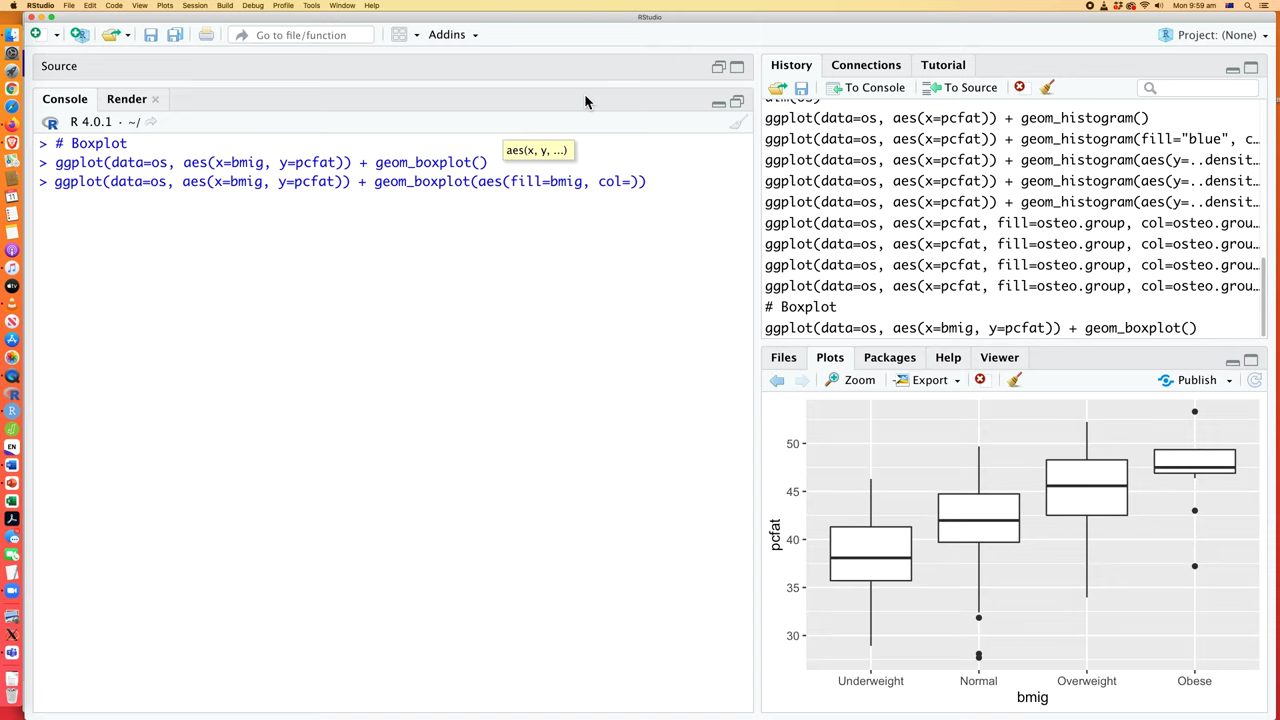 RStudio File Edit Code View Plots Session Build Debug Profile Tools Window Help Mon 9:59 am
RStudio
Go to file/function Addins Project: (None)
Source
Console Render
R 4.0.1 · ~/
> # Boxplot
> ggplot(data=os, aes(x=bmig, y=pcfat)) + geom_boxplot()
aes(x, y, ...)
> ggplot(data=os, aes(x=bmig, y=pcfat)) + geom_boxplot(aes(fill=bmig, col=))
History Connections Tutorial
To Console To Source
ggplot(data=os, aes(x=pcfat)) + geom_histogram()
ggplot(data=os, aes(x=pcfat)) + geom_histogram(fill="blue", c…
ggplot(data=os, aes(x=pcfat)) + geom_histogram(aes(y=..densit…
ggplot(data=os, aes(x=pcfat)) + geom_histogram(aes(y=..densit…
ggplot(data=os, aes(x=pcfat)) + geom_histogram(aes(y=..densit…
ggplot(data=os, aes(x=pcfat, fill=osteo.group, col=osteo.grou…
ggplot(data=os, aes(x=pcfat, fill=osteo.group, col=osteo.grou…
ggplot(data=os, aes(x=pcfat, fill=osteo.group, col=osteo.grou…
ggplot(data=os, aes(x=pcfat, fill=osteo.group, col=osteo.grou…
# Boxplot
ggplot(data=os, aes(x=bmig, y=pcfat)) + geom_boxplot()
Files Plots Packages Help Viewer
Zoom Export Publish
50
45
40
35
30
pcfat
Underweight Normal Overweight Obese
bmig